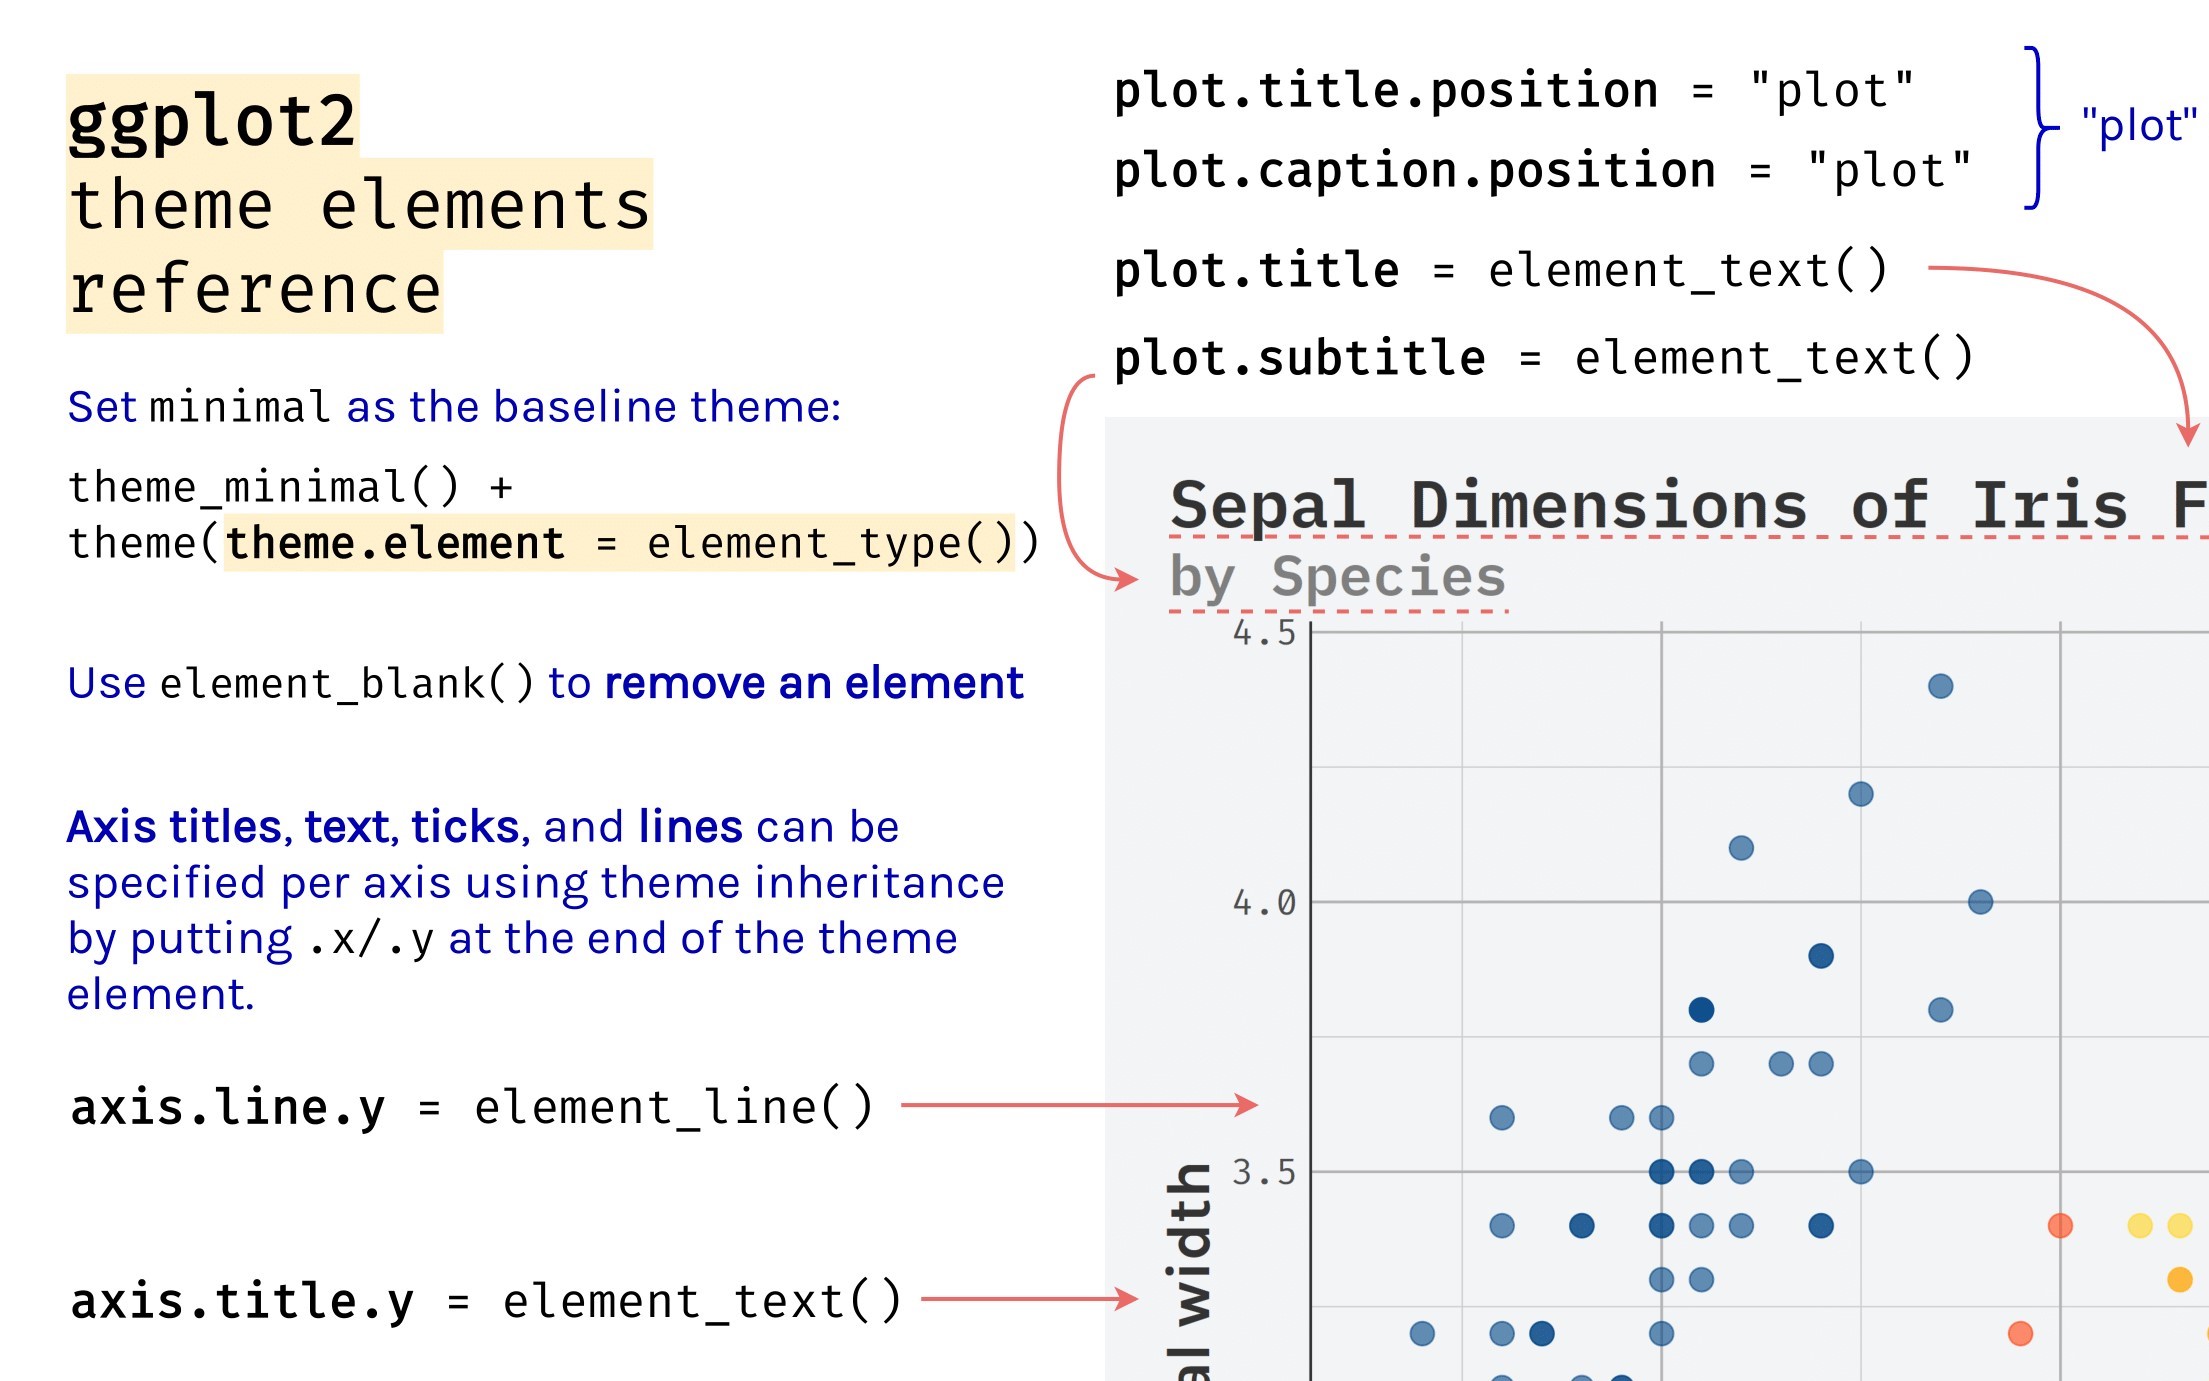 ggplot2
theme elements
reference
Set minimal as the baseline theme:
theme_minimal() +
theme(theme.element = element_type())
Use element_blank() to remove an element
Axis titles, text, ticks, and lines can be
specified per axis using theme inheritance
by putting .x/.y at the end of the theme
element.
axis.line.y = element_line()
axis.title.y = element_text()
plot.title.position = "plot"
plot.caption.position = "plot"
"plot"
plot.title = element_text()
plot.subtitle = element_text()
Sepal Dimensions of Iris F
by Species
4.5
4.0
3.5
al width